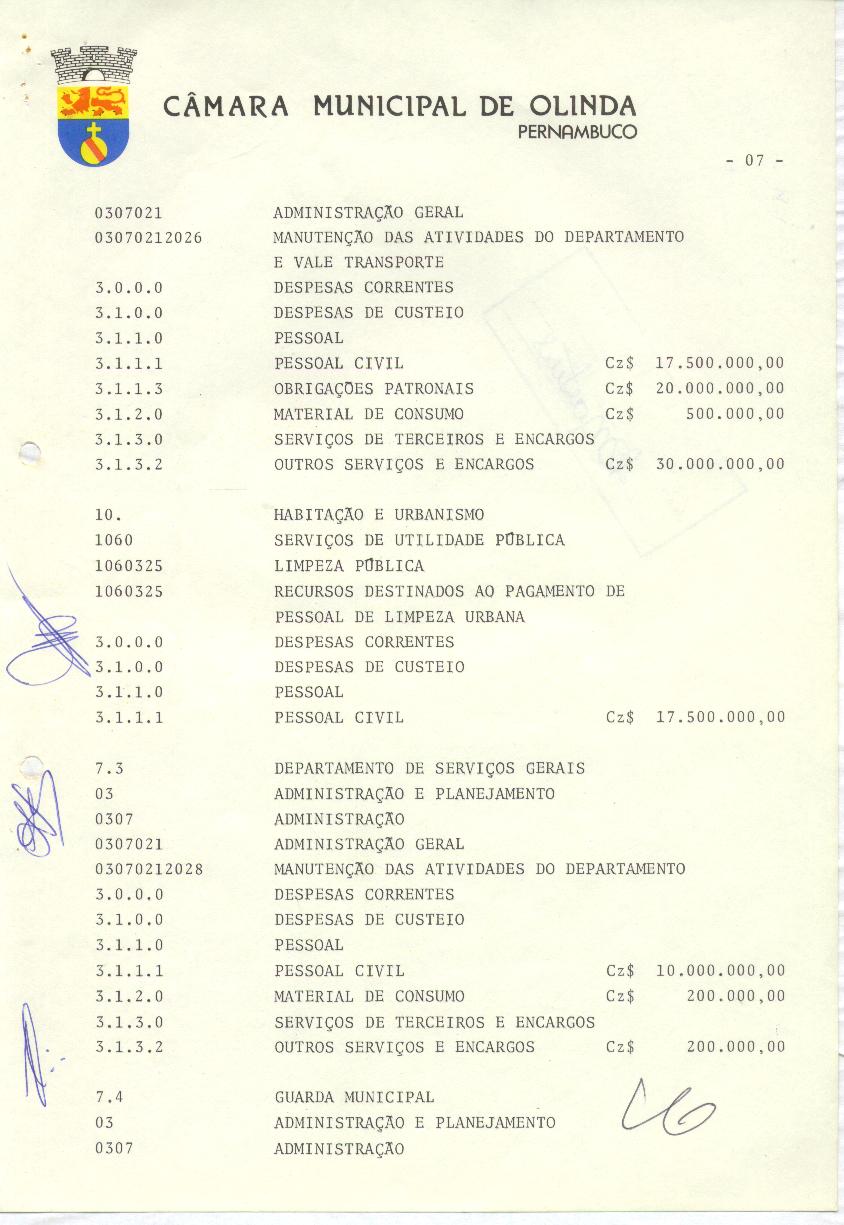 CÂMARA MUNICIPAL DE OLINDA
PERNAMBUCO
- 07 -
0307021 ADMINISTRAÇÃO GERAL
03070212026 MANUTENÇÃO DAS ATIVIDADES DO DEPARTAMENTO
E VALE TRANSPORTE
3.0.0.0 DESPESAS CORRENTES
3.1.0.0 DESPESAS DE CUSTEIO
3.1.1.0 PESSOAL
3.1.1.1 PESSOAL CIVIL Cz$ 17.500.000,00
3.1.1.3 OBRIGAÇÕES PATRONAIS Cz$ 20.000.000,00
3.1.2.0 MATERIAL DE CONSUMO Cz$ 500.000,00
3.1.3.0 SERVIÇOS DE TERCEIROS E ENCARGOS
3.1.3.2 OUTROS SERVIÇOS E ENCARGOS Cz$ 30.000.000,00
10. HABITAÇÃO E URBANISMO
1060 SERVIÇOS DE UTILIDADE PÚBLICA
1060325 LIMPEZA PÚBLICA
1060325 RECURSOS DESTINADOS AO PAGAMENTO DE
PESSOAL DE LIMPEZA URBANA
3.0.0.0 DESPESAS CORRENTES
3.1.0.0 DESPESAS DE CUSTEIO
3.1.1.0 PESSOAL
3.1.1.1 PESSOAL CIVIL Cz$ 17.500.000,00
7.3 DEPARTAMENTO DE SERVIÇOS GERAIS
03 ADMINISTRAÇÃO E PLANEJAMENTO
0307 ADMINISTRAÇÃO
0307021 ADMINISTRAÇÃO GERAL
03070212028 MANUTENÇÃO DAS ATIVIDADES DO DEPARTAMENTO
3.0.0.0 DESPESAS CORRENTES
3.1.0.0 DESPESAS DE CUSTEIO
3.1.1.0 PESSOAL
3.1.1.1 PESSOAL CIVIL Cz$ 10.000.000,00
3.1.2.0 MATERIAL DE CONSUMO Cz$ 200.000,00
3.1.3.0 SERVIÇOS DE TERCEIROS E ENCARGOS
3.1.3.2 OUTROS SERVIÇOS E ENCARGOS Cz$ 200.000,00
7.4 GUARDA MUNICIPAL
03 ADMINISTRAÇÃO E PLANEJAMENTO
0307 ADMINISTRAÇÃO